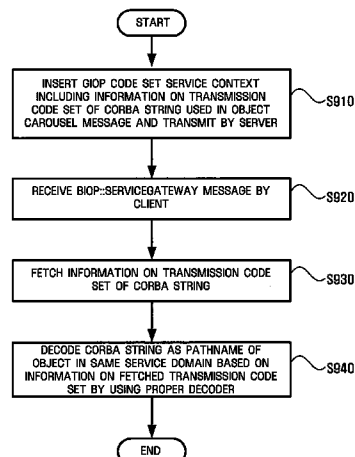 START
INSERT GIOP CODE SET SERVICE CONTEXT
INCLUDING INFORMATION ON TRANSMISSION
CODE SET OF CORBA STRING USED IN OBJECT
CAROUSEL MESSAGE AND TRANSMIT BY SERVER
S910
RECEIVE BIOP::SERVICEGATEWAY MESSAGE BY
CLIENT
S920
FETCH INFORMATION ON TRANSMISSION CODE
SET OF CORBA STRING
S930
DECODE CORBA STRING AS PATHNAME OF
OBJECT IN SAME SERVICE DOMAIN BASED ON
INFORMATION ON FETCHED TRANSMISSION CODE
SET BY USING PROPER DECODER
S940
END